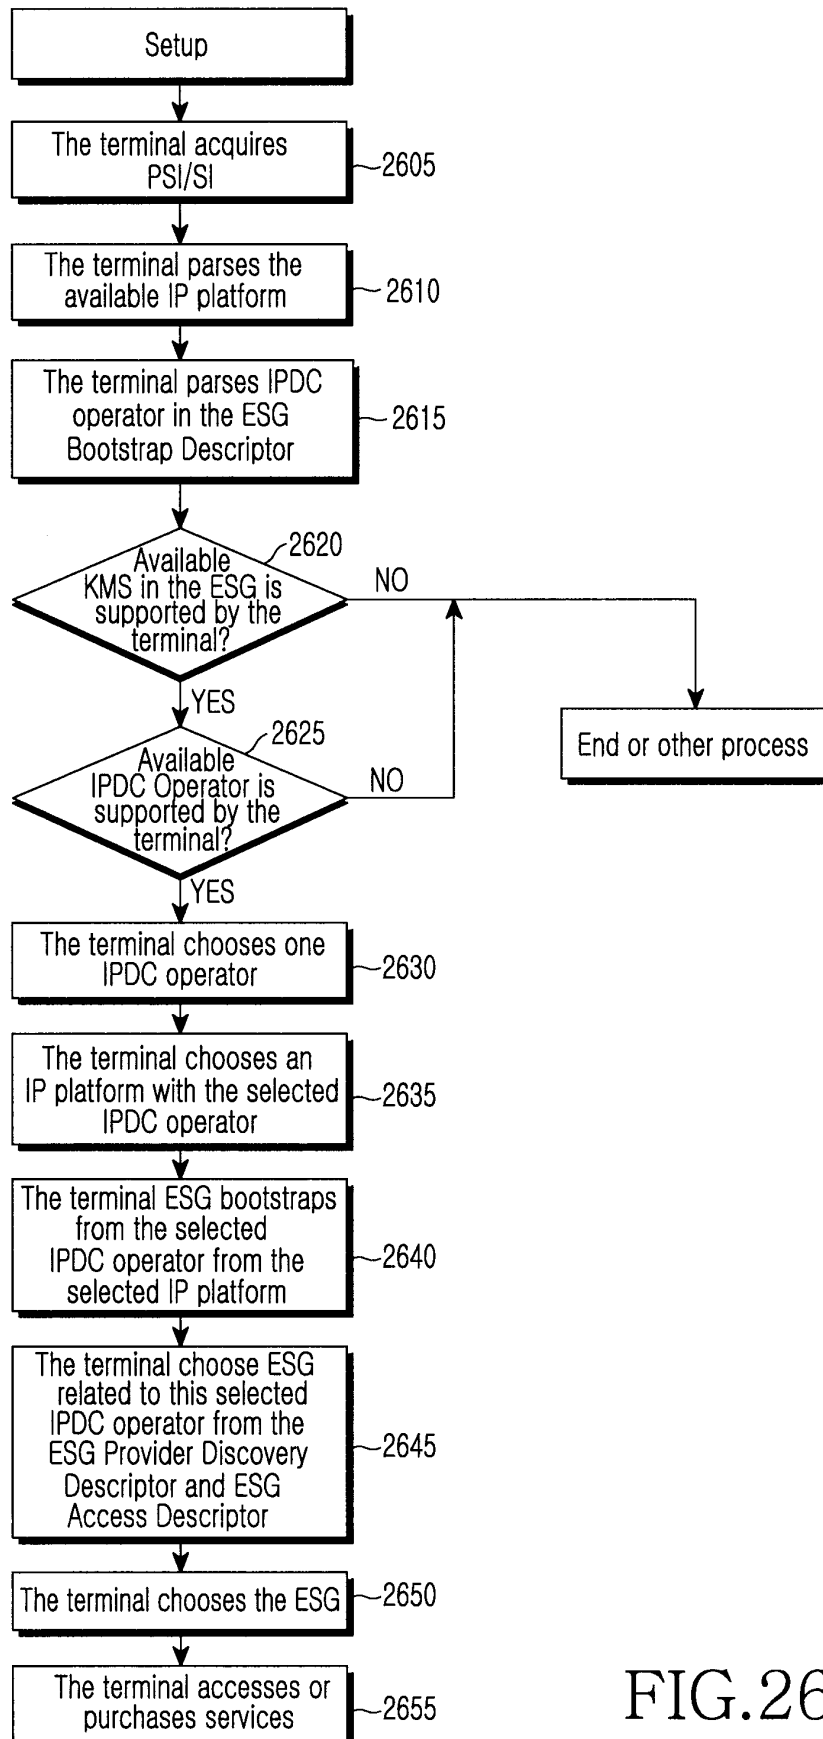 Setup
The terminal acquires
PSI/SI
2605
The terminal parses the
available IP platform
2610
The terminal parses IPDC
operator in the ESG
Bootstrap Descriptor
2615
2620
Available
KMS in the ESG is
supported by the
terminal?
NO
YES
2625
Available
IPDC Operator is
supported by the
terminal?
NO
End or other process
YES
The terminal chooses one
IPDC operator
2630
The terminal chooses an
IP platform with the selected
IPDC operator
2635
The terminal ESG bootstraps
from the selected
IPDC operator from the
selected IP platform
2640
The terminal choose ESG
related to this selected
IPDC operator from the
ESG Provider Discovery
Descriptor and ESG
Access Descriptor
2645
The terminal chooses the ESG
2650
The terminal accesses or
purchases services
2655
FIG.26